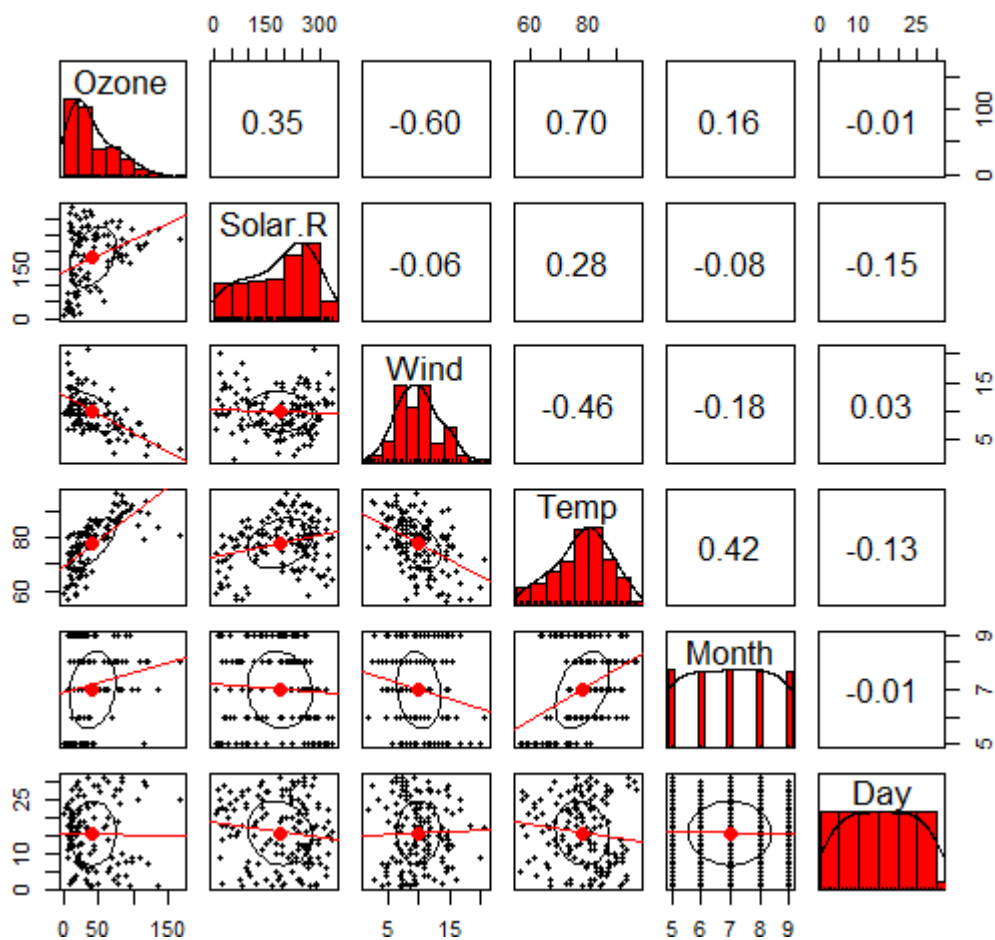 0 150 300 60 80 0 10 25
Ozone 0.35 -0.60 0.70 0.16 -0.01 0 100
0 150 Solar.R -0.06 0.28 -0.08 -0.15
Wind -0.46 -0.18 0.03 5 15
60 80 Temp 0.42 -0.13
Month -0.01 5 7 9
0 10 25 Day
0 50 150 5 15 5 6 7 8 9